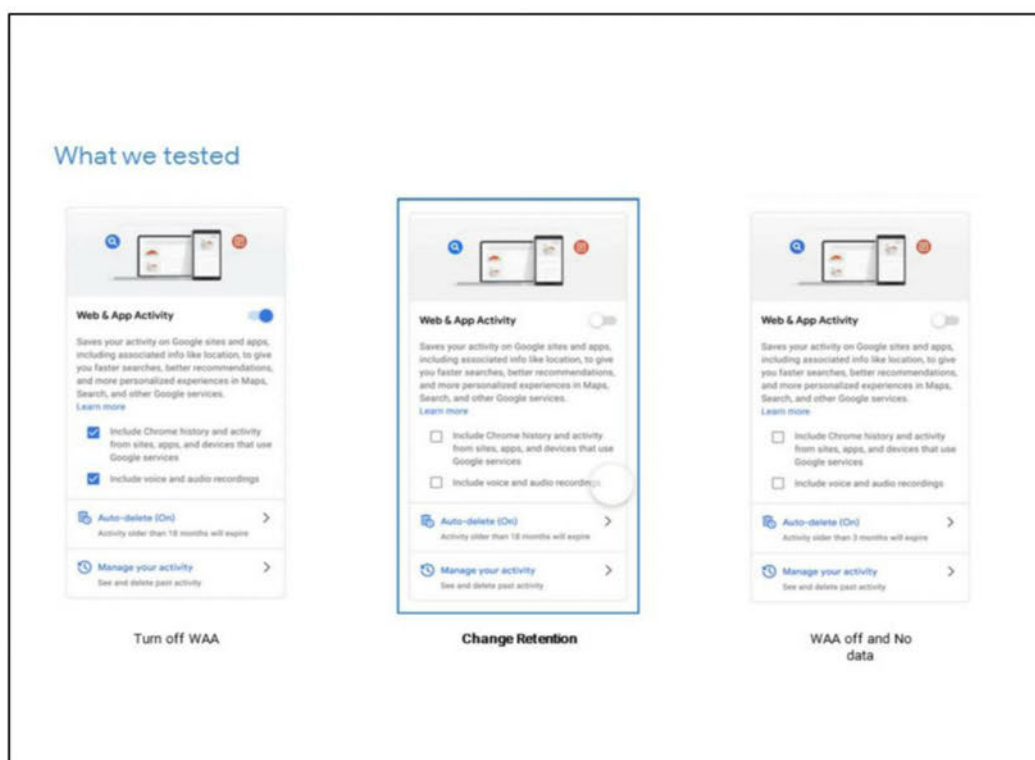 What we tested
Web & App Activity
Saves your activity on Google sites and apps,
including associated info like location, to give
you faster searches, better recommendations,
and more personalized experiences in Maps,
Search, and other Google services.
Learn more
Include Chrome history and activity
from sites, apps, and devices that use
Google services
Include voice and audio recordings
Auto-delete (On)
Activity older than 18 months will expire
Manage your activity
See and delete past activity
Turn off WAA
Web & App Activity
Saves your activity on Google sites and apps,
including associated info like location, to give
you faster searches, better recommendations,
and more personalized experiences in Maps,
Search, and other Google services.
Learn more
Include Chrome history and activity
from sites, apps, and devices that use
Google services
Include voice and audio recordings
Auto-delete (On)
Activity older than 18 months will expire
Manage your activity
See and delete past activity
Change Retention
Web & App Activity
Saves your activity on Google sites and apps,
including associated info like location, to give
you faster searches, better recommendations,
and more personalized experiences in Maps,
Search, and other Google services.
Learn more
Include Chrome history and activity
from sites, apps, and devices that use
Google services
Include voice and audio recordings
Auto-delete (On)
Activity older than 3 months will expire
Manage your activity
See and delete past activity
WAA off and No
data